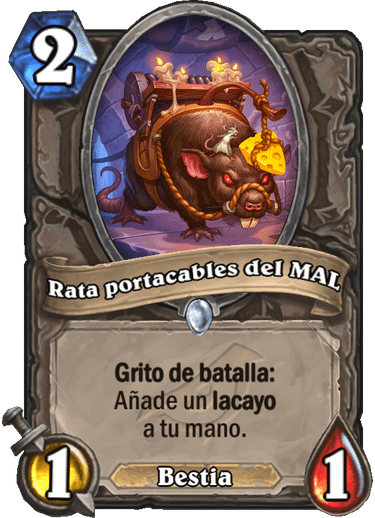 2
Rata portacables del MAL
Grito de batalla:
Añade un lacayo
a tu mano.
1
Bestia
1